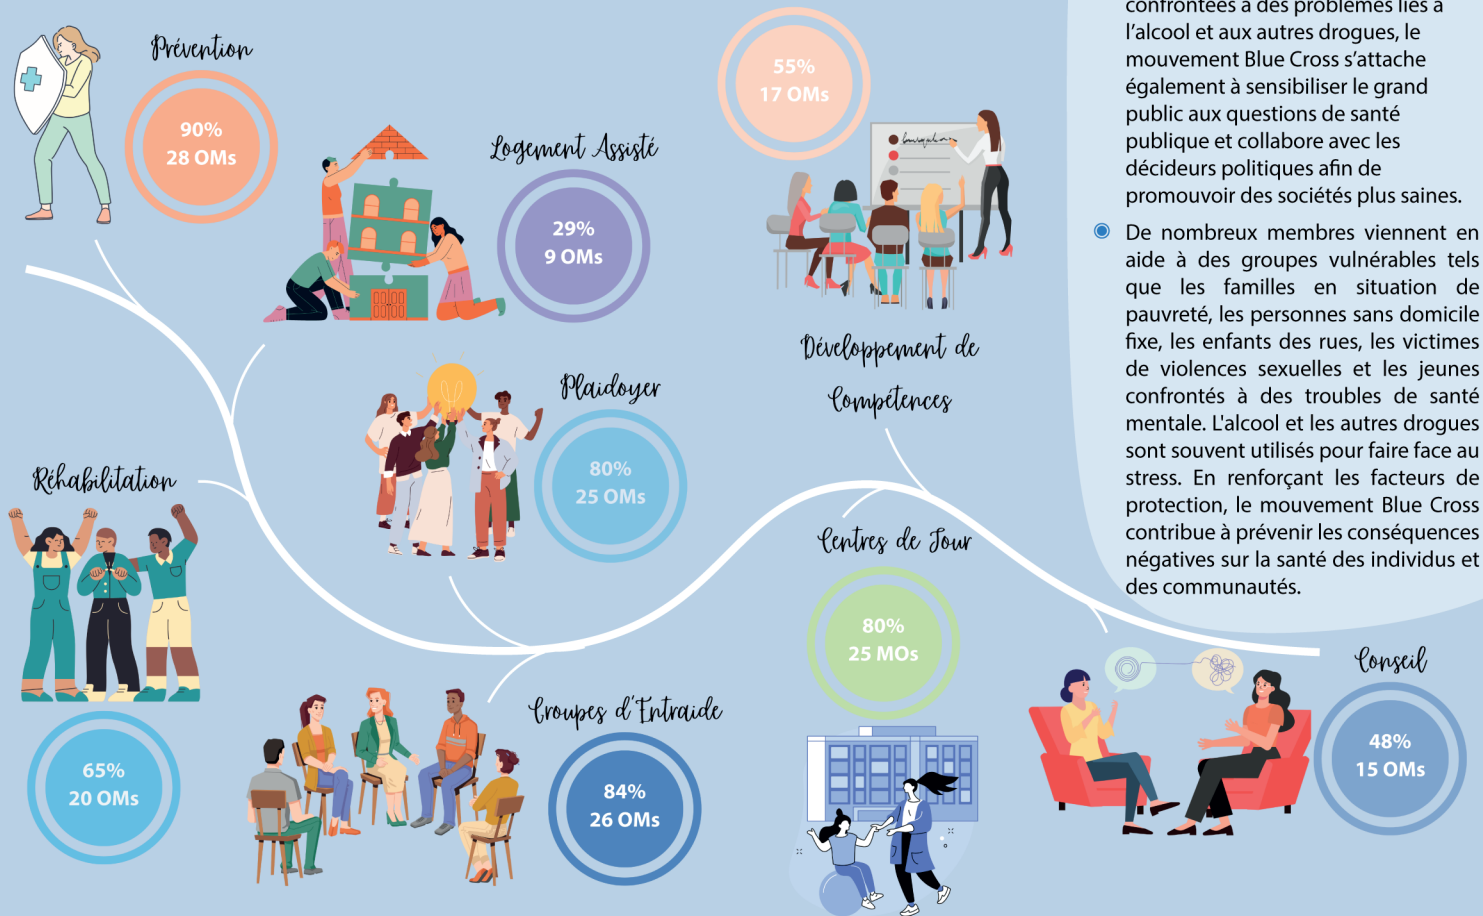 Prévention
90%
28 OMs
Logement Assisté
29%
9 OMs
55%
17 OMs
Développement de
Compétences
Plaidoyer
80%
25 OMs
Réhabilitation
65%
20 OMs
Groupes d'Entraide
84%
26 OMs
Centres de Jour
80%
25 MOs
Conseil
48%
15 OMs
confrontées à des problèmes liés à
l’alcool et aux autres drogues, le
mouvement Blue Cross s’attache
également à sensibiliser le grand
public aux questions de santé
publique et collabore avec les
décideurs politiques afin de
promouvoir des sociétés plus saines.
De nombreux membres viennent en
aide à des groupes vulnérables tels
que les familles en situation de
pauvreté, les personnes sans domicile
fixe, les enfants des rues, les victimes
de violences sexuelles et les jeunes
confrontés à des troubles de santé
mentale. L'alcool et les autres drogues
sont souvent utilisés pour faire face au
stress. En renforçant les facteurs de
protection, le mouvement Blue Cross
contribue à prévenir les conséquences
négatives sur la santé des individus et
des communautés.